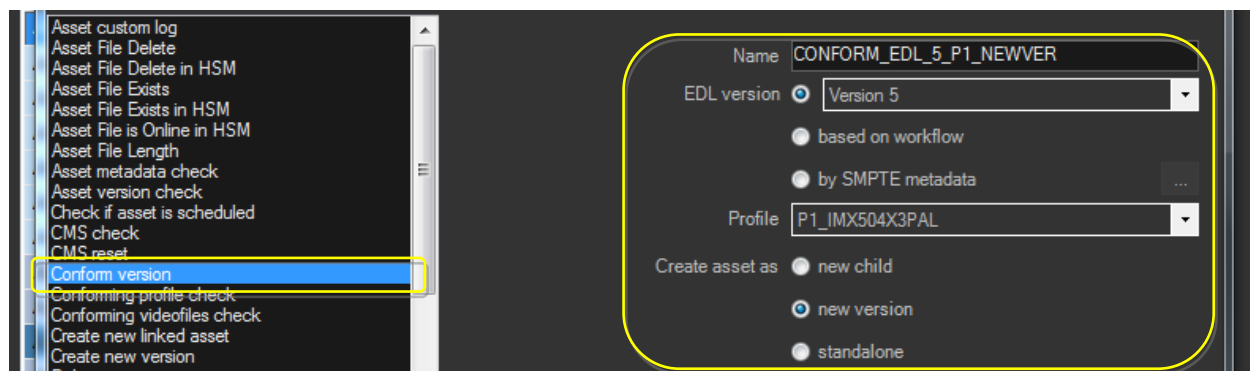 Asset custom log
Asset File Delete
Asset File Delete in HSM
Asset File Exists
Asset File Exists in HSM
Asset File is Online in HSM
Asset File Length
Asset metadata check
Asset version check
Check if asset is scheduled
CMS check
CMS reset
Conform version
Conforming profile check
Conforming videofiles check
Create new linked asset
Create new version
Name CONFORM_EDL_5_P1_NEWVER
EDL version Version 5
based on workflow
by SMPTE metadata ...
Profile P1_IMX504X3PAL
Create asset as new child
new version
standalone